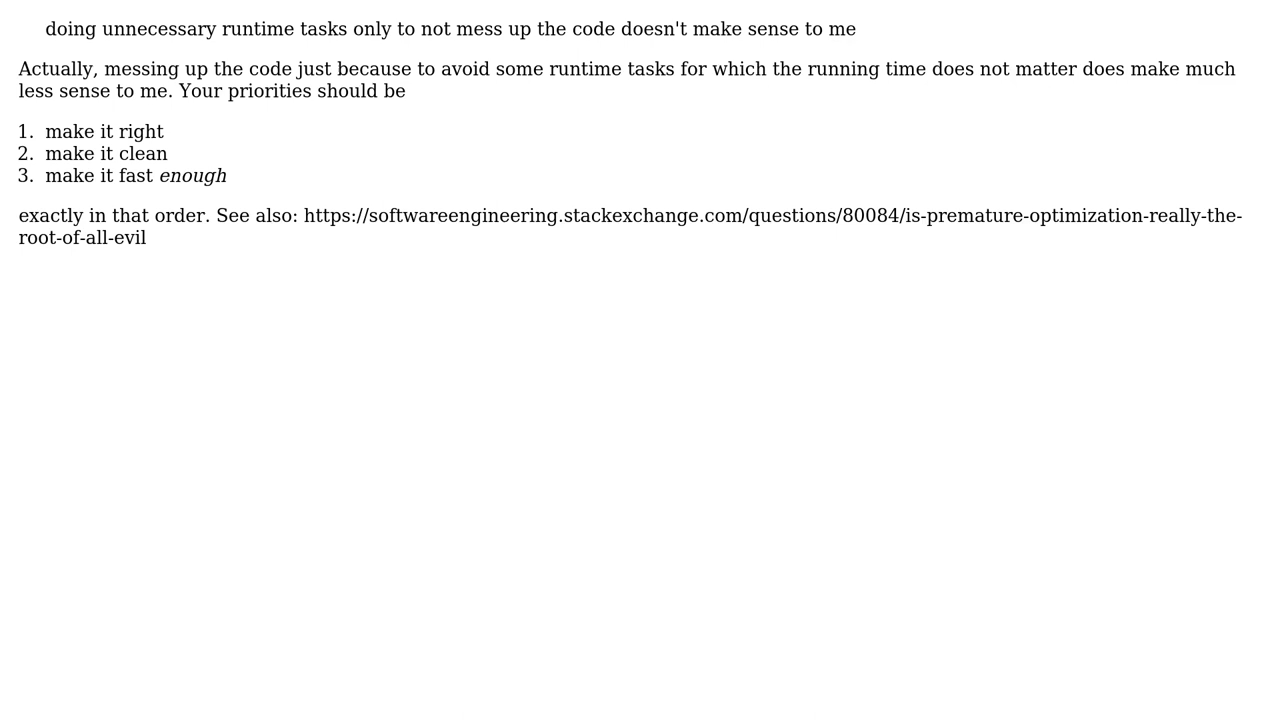 doing unnecessary runtime tasks only to not mess up the code doesn't make sense to me
Actually, messing up the code just because to avoid some runtime tasks for which the running time does not matter does make much
less sense to me. Your priorities should be
1. make it right
2. make it clean
3. make it fast enough
exactly in that order. See also: https://softwareengineering.stackexchange.com/questions/80084/is-premature-optimization-really-the-
root-of-all-evil